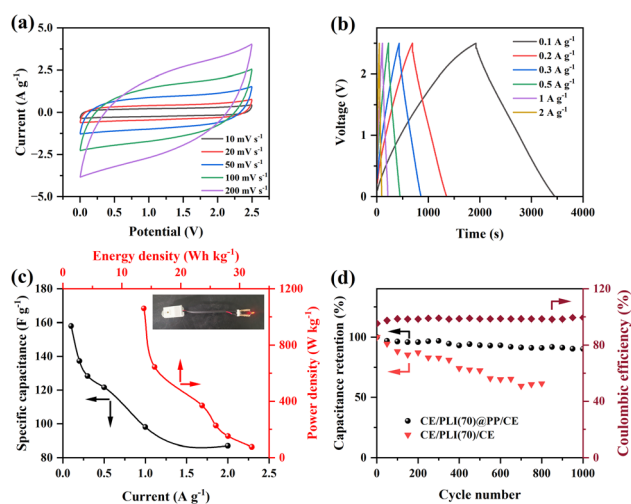 (a)
Current (A g⁻¹)
5.0
2.5
0.0
-2.5
-5.0
10 mV s⁻¹
20 mV s⁻¹
50 mV s⁻¹
100 mV s⁻¹
200 mV s⁻¹
0.0 0.5 1.0 1.5 2.0 2.5
Potential (V)
(b)
Voltage (V)
2
1
0
0.1 A g⁻¹
0.2 A g⁻¹
0.3 A g⁻¹
0.5 A g⁻¹
1 A g⁻¹
2 A g⁻¹
0 1000 2000 3000 4000
Time (s)
(c)
Energy density (Wh kg⁻¹)
0 10 20 30 40
Specific capacitance (F g⁻¹)
180
160
140
120
100
80
Power density (W kg⁻¹)
1200
900
600
300
0
0.0 0.5 1.0 1.5 2.0 2.5
Current (A g⁻¹)
(d)
Capacitance retention (%)
150
100
50
0
Coulombic efficiency (%)
120
80
40
0
CE/PLI(70)@PP/CE
CE/PLI(70)/CE
0 200 400 600 800 1000
Cycle number